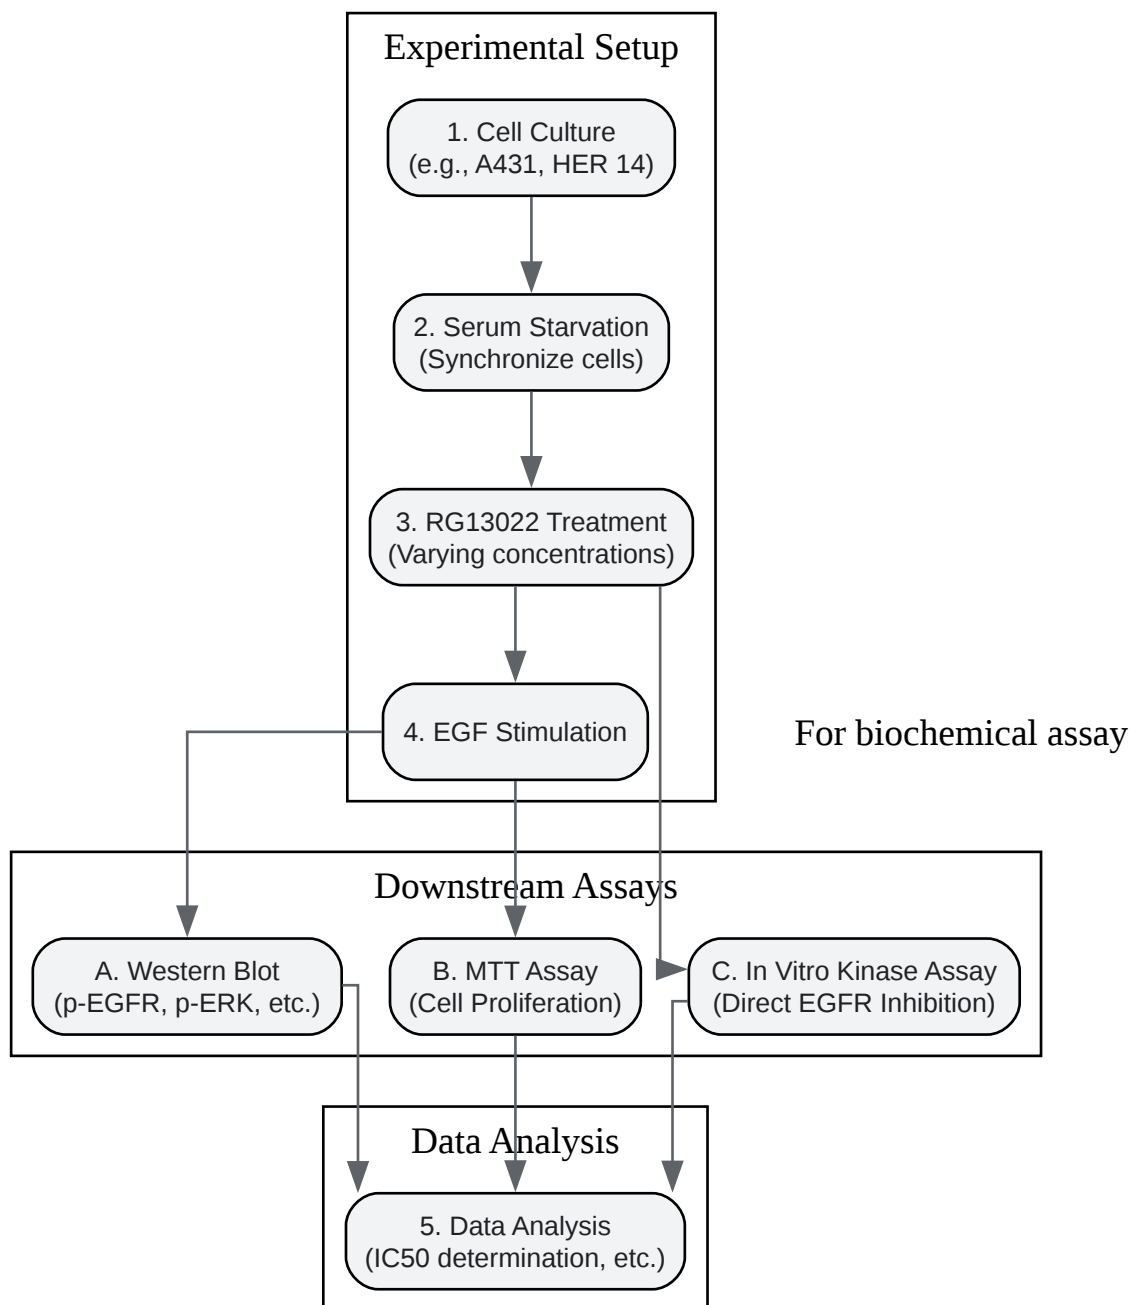 Experimental Setup
1. Cell Culture
(e.g., A431, HER 14)
2. Serum Starvation
(Synchronize cells)
3. RG13022 Treatment
(Varying concentrations)
4. EGF Stimulation
For biochemical assay
Downstream Assays
A. Western Blot
(p-EGFR, p-ERK, etc.)
B. MTT Assay
(Cell Proliferation)
C. In Vitro Kinase Assay
(Direct EGFR Inhibition)
Data Analysis
5. Data Analysis
(IC50 determination, etc.)